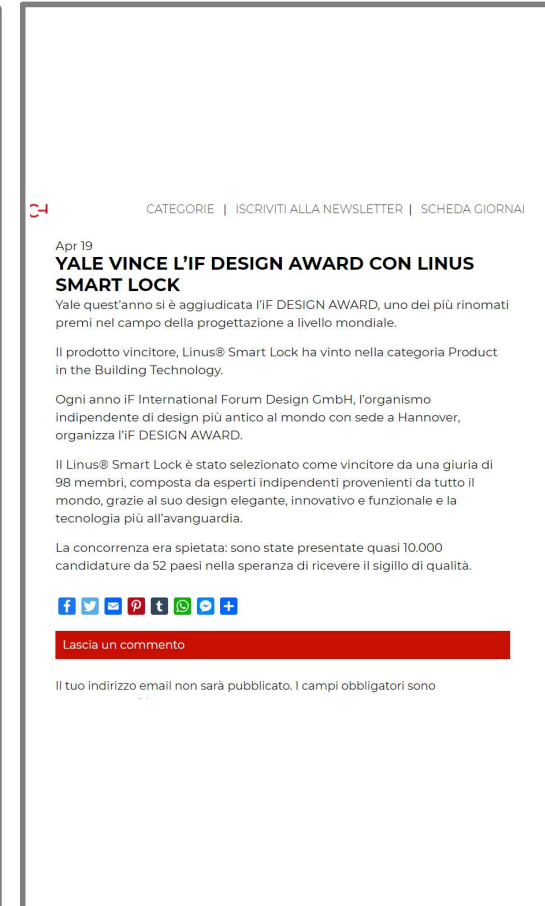 CATEGORIE | ISCRIVITI ALLA NEWSLETTER | SCHEDA GIORNAI
Apr 19
YALE VINCE L’IF DESIGN AWARD CON LINUS
SMART LOCK
Yale quest’anno si è aggiudicata l’iF DESIGN AWARD, uno dei più rinomati
premi nel campo della progettazione a livello mondiale.
Il prodotto vincitore, Linus® Smart Lock ha vinto nella categoria Product
in the Building Technology.
Ogni anno iF International Forum Design GmbH, l’organismo
indipendente di design più antico al mondo con sede a Hannover,
organizza l’iF DESIGN AWARD.
Il Linus® Smart Lock è stato selezionato come vincitore da una giuria di
98 membri, composta da esperti indipendenti provenienti da tutto il
mondo, grazie al suo design elegante, innovativo e funzionale e la
tecnologia più all’avanguardia.
La concorrenza era spietata: sono state presentate quasi 10.000
candidature da 52 paesi nella speranza di ricevere il sigillo di qualità.
Lascia un commento
Il tuo indirizzo email non sarà pubblicato. I campi obbligatori sono